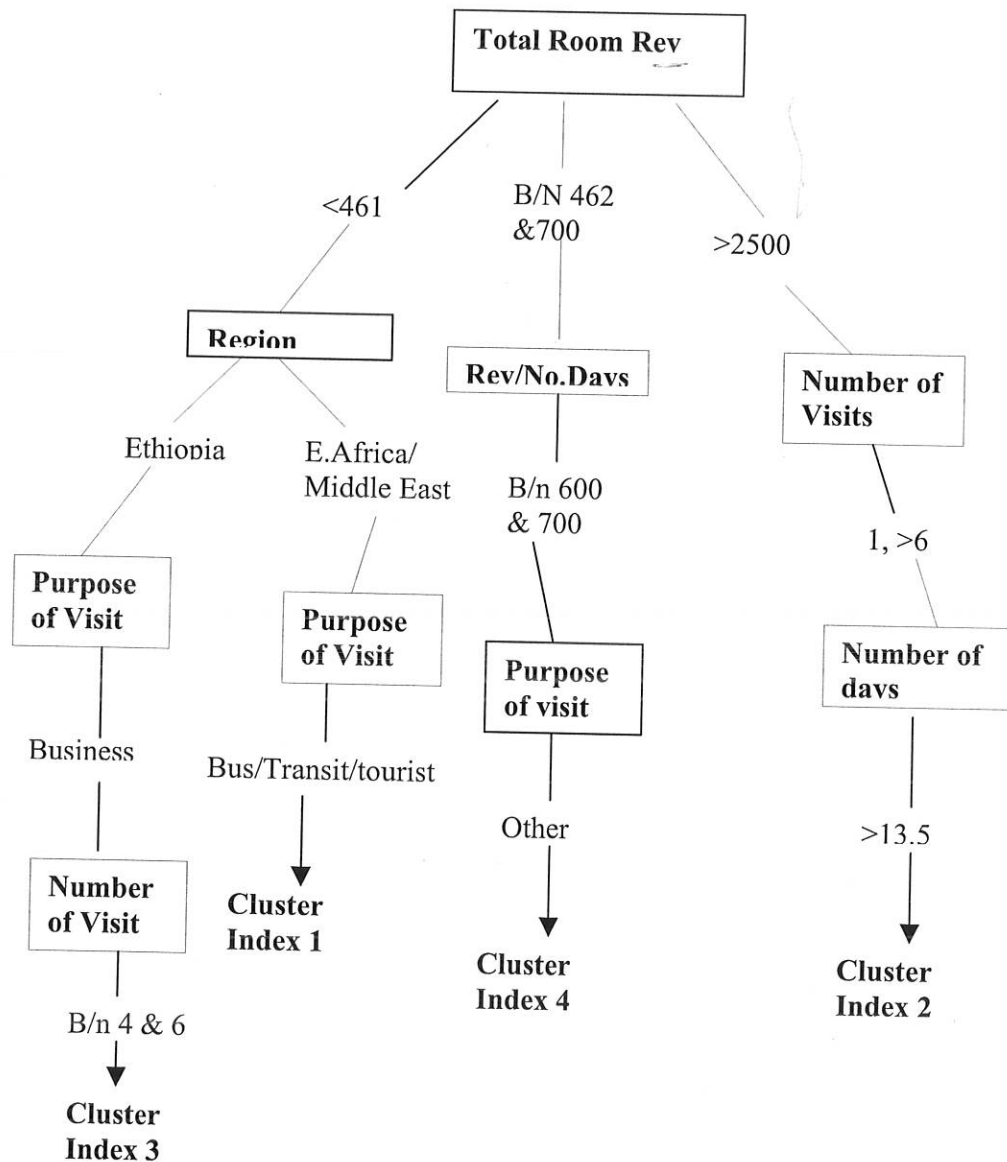 Total Room Rev
<461
B/N 462
&700
>2500
Region
Rev/No.Days
Number of
Visits
Ethiopia
E.Africa/
Middle East
B/n 600
& 700
1, >6
Purpose
of Visit
Purpose
of Visit
Purpose
of visit
Number of
days
Business
Bus/Transit/tourist
Other
>13.5
Number
of Visit
Cluster
Index 1
Cluster
Index 4
Cluster
Index 2
B/n 4 & 6
Cluster
Index 3